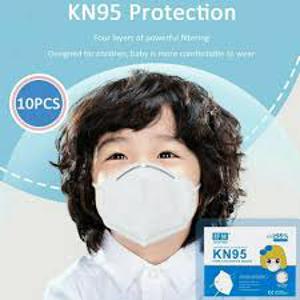 KN95 Protection
Four layers of powerful filtering
Designed for children, baby is more comfortable to wear
10PCS
KN95